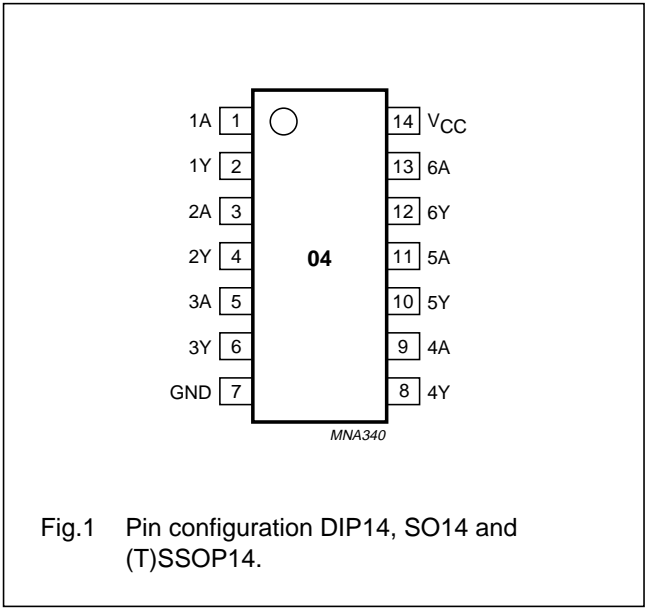 1A 1 14 VCC
1Y 2 13 6A
2A 3 12 6Y
2Y 4 04 11 5A
3A 5 10 5Y
3Y 6 9 4A
GND 7 8 4Y
MNA340
Fig.1 Pin configuration DIP14, SO14 and
(T)SSOP14.